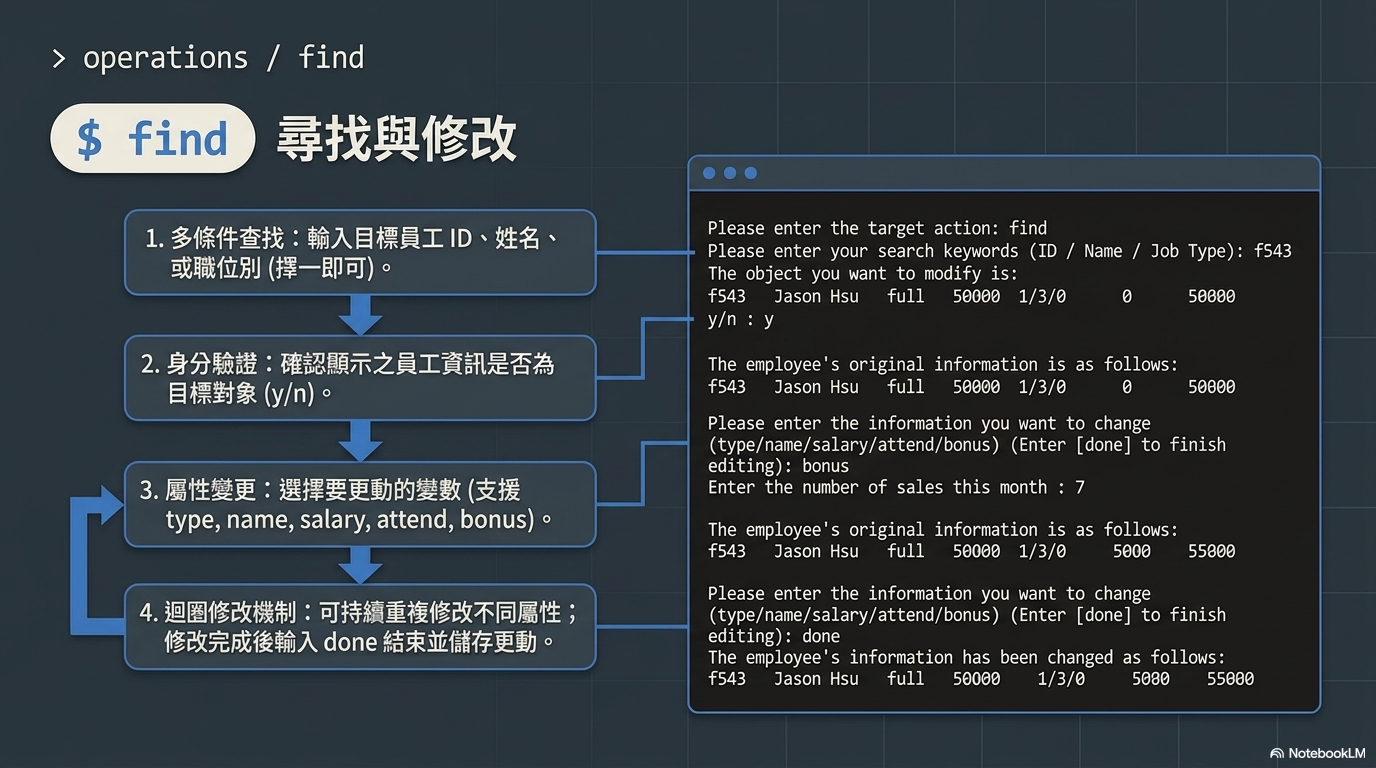 > operations / find
$ find 尋找與修改
1. 多條件查找：輸入目標員工 ID、姓名、
或職位別 (擇一即可)。
2. 身分驗證：確認顯示之員工資訊是否為
目標對象 (y/n)。
3. 屬性變更：選擇要更動的變數 (支援
type, name, salary, attend, bonus)。
4. 迴圈修改機制：可持續重複修改不同屬性；
修改完成後輸入 done 結束並儲存更動。
Please enter the target action: find
Please enter your search keywords (ID / Name / Job Type): f543
The object you want to modify is:
f543 Jason Hsu full 50000 1/3/0 0 50000
y/n : y
The employee's original information is as follows:
f543 Jason Hsu full 50000 1/3/0 0 50000
Please enter the information you want to change
(type/name/salary/attend/bonus) (Enter [done] to finish
editing): bonus
Enter the number of sales this month : 7
The employee's original information is as follows:
f543 Jason Hsu full 50000 1/3/0 5000 55000
Please enter the information you want to change
(type/name/salary/attend/bonus) (Enter [done] to finish
editing): done
The employee's information has been changed as follows:
f543 Jason Hsu full 50000 1/3/0 5000 55000
NotebookLM